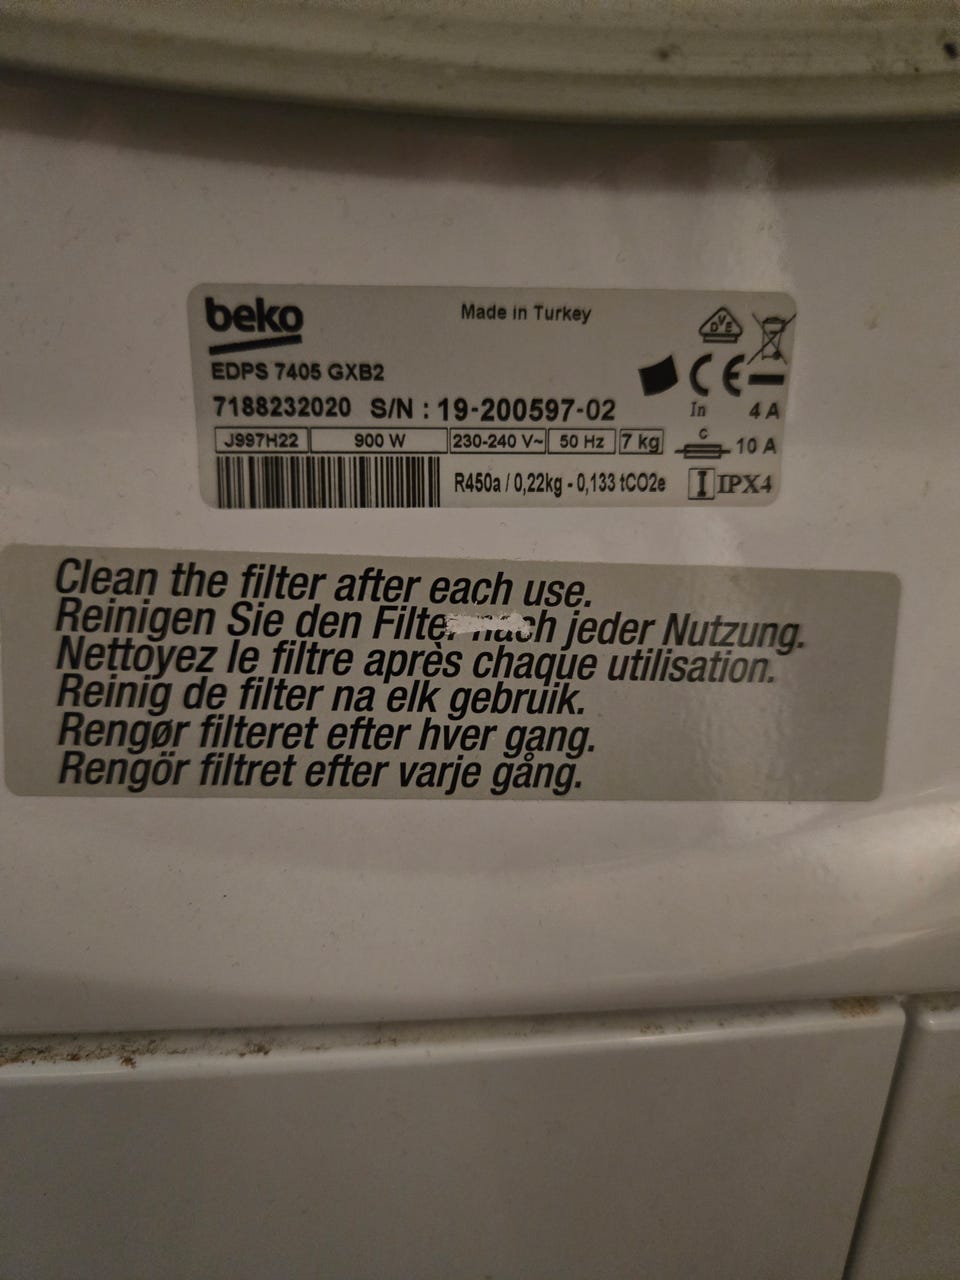 beko
Made in Turkey
DVE
EDPS 7405 GXB2
7188232020 S/N : 19-200597-02
In 4 A
J997H22 900 W 230-240 V~ 50 Hz 7 kg
C 10 A
R450a / 0,22kg - 0,133 tCO2e
I IPX4
Clean the filter after each use.
Reinigen Sie den Filter nach jeder Nutzung.
Nettoyez le filtre après chaque utilisation.
Reinig de filter na elk gebruik.
Rengør filteret efter hver gang.
Rengör filtret efter varje gång.